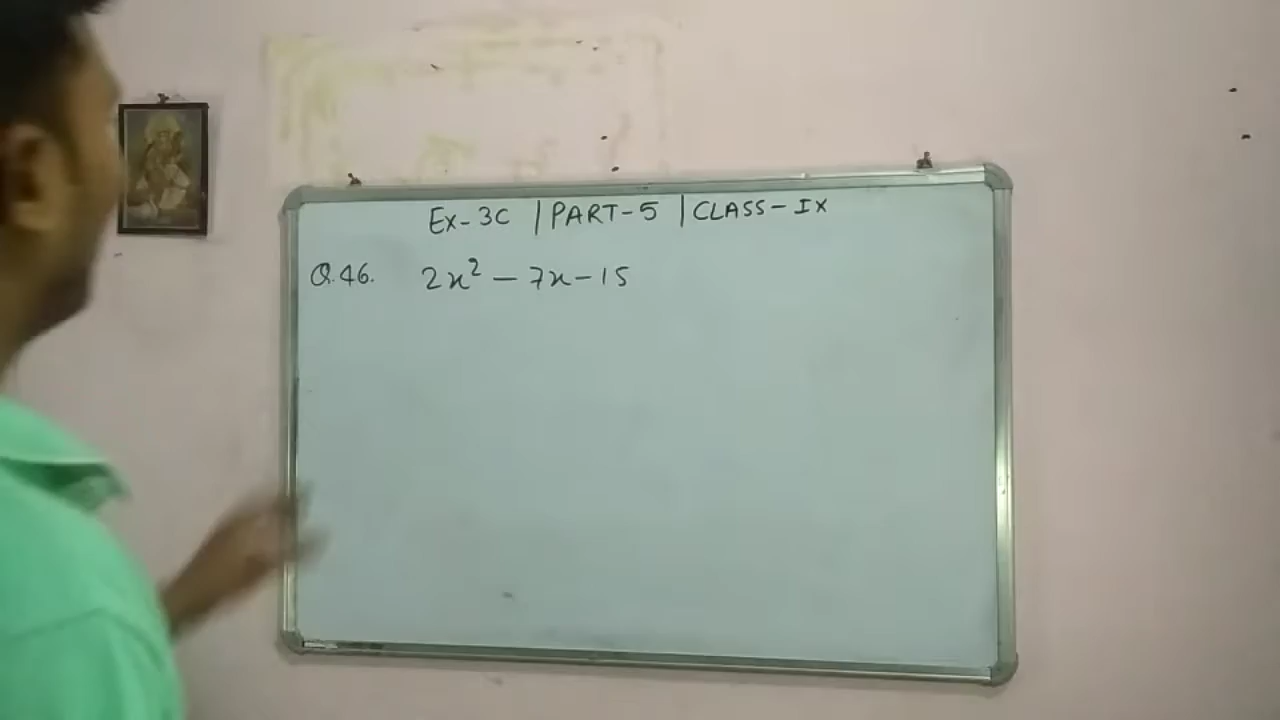 Ex-3C | PART-5 | CLASS-IX
Q.46. 2x² - 7x - 15